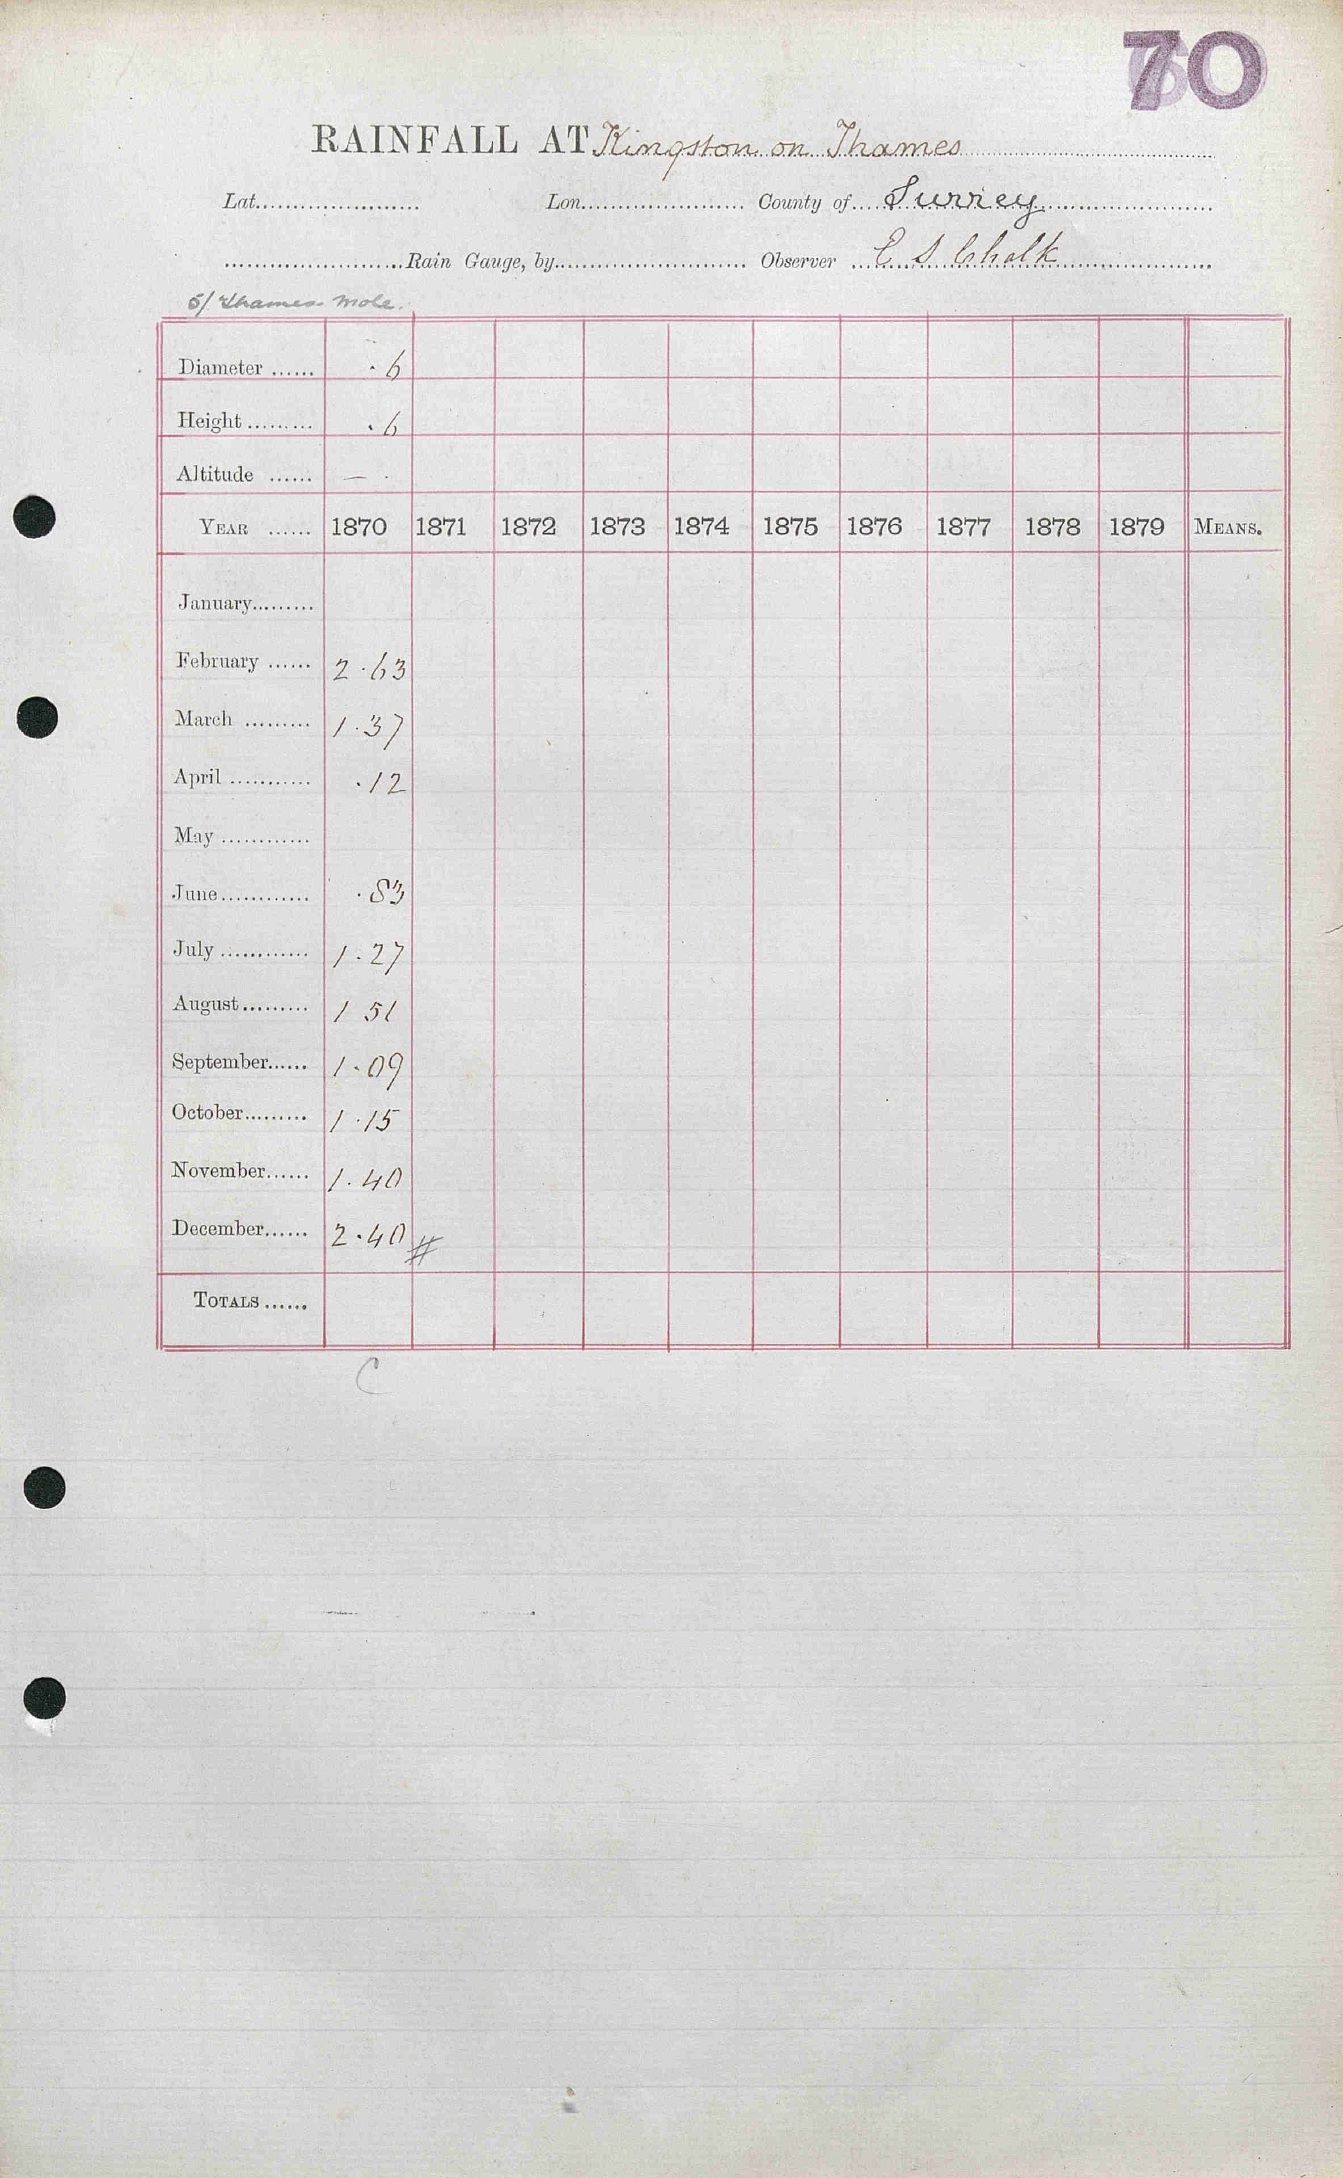 70
RAINFALL AT Kingston on Thames
Lat...................... Lon...................... County of.... Surrey
........................Rain Gauge, by.......................... Observer ... C S Chalk
5/ Thames Mole.
Diameter ...... .6
Height ......... .6
Altitude ...... —
YEAR ...... 1870 1871 1872 1873 1874 1875 1876 1877 1878 1879 MEANS.
January.........
February ...... 2.63
March ......... 1.37
April ........... .12
May ............
June............ .83
July ............ 1.27
August......... 1 51
September...... 1.09
October......... 1.15
November...... 1.40
December...... 2.40 #
TOTALS ......
C